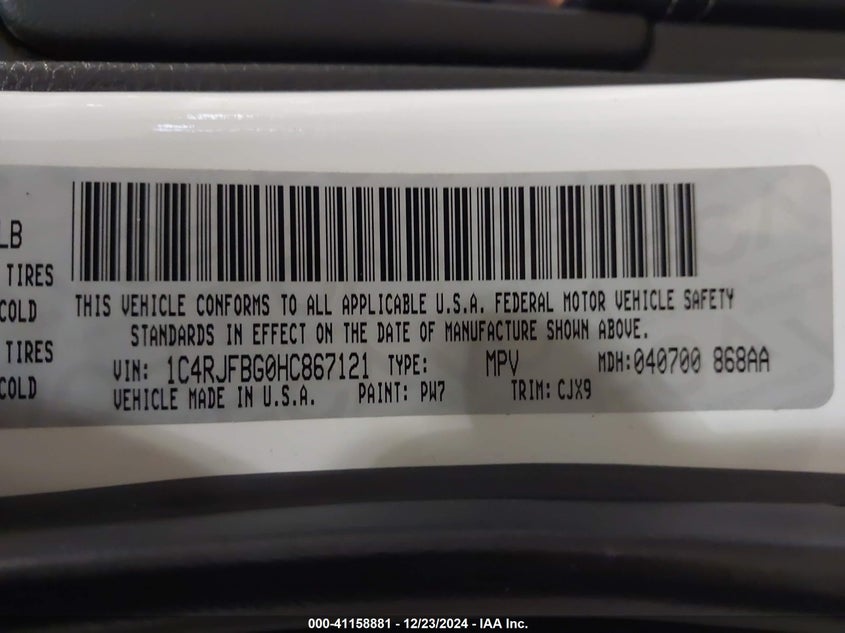 LB
TIRES
COLD
TIRES
COLD
THIS VEHICLE CONFORMS TO ALL APPLICABLE U.S.A. FEDERAL MOTOR VEHICLE SAFETY
STANDARDS IN EFFECT ON THE DATE OF MANUFACTURE SHOWN ABOVE.
VIN: 1C4RJFBG0HC867121 TYPE: MPV MDH:040700 868AA
VEHICLE MADE IN U.S.A. PAINT: PW7 TRIM: CJX9
000-41158881 - 12/23/2024 - IAA Inc.